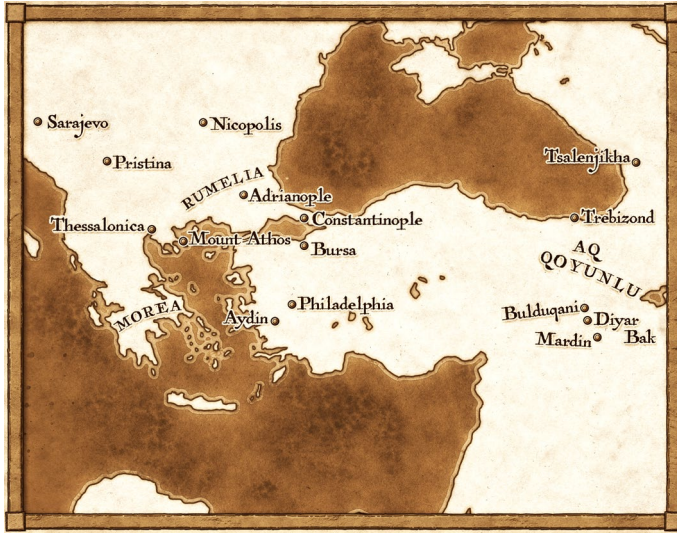 Sarajevo
Nicopolis
Pristina
Tsalenjikha
RUMELIA
Adrianople
Thessalonica
Constantinople
Trebizond
Mount Athos
Bursa
AQ
QOYUNLU
MOREA
Philadelphia
Aydin
Bulduqani
Diyar
Bak
Mardin